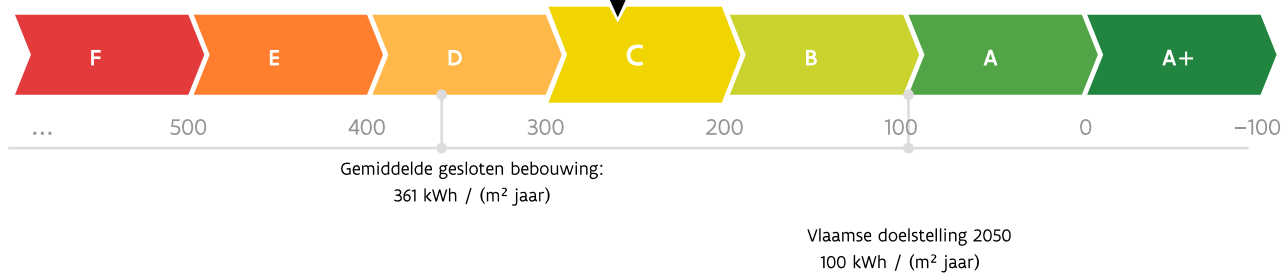 F E D C B A A+
... 500 400 300 200 100 0 −100
Gemiddelde gesloten bebouwing:
361 kWh / (m² jaar)
Vlaamse doelstelling 2050
100 kWh / (m² jaar)